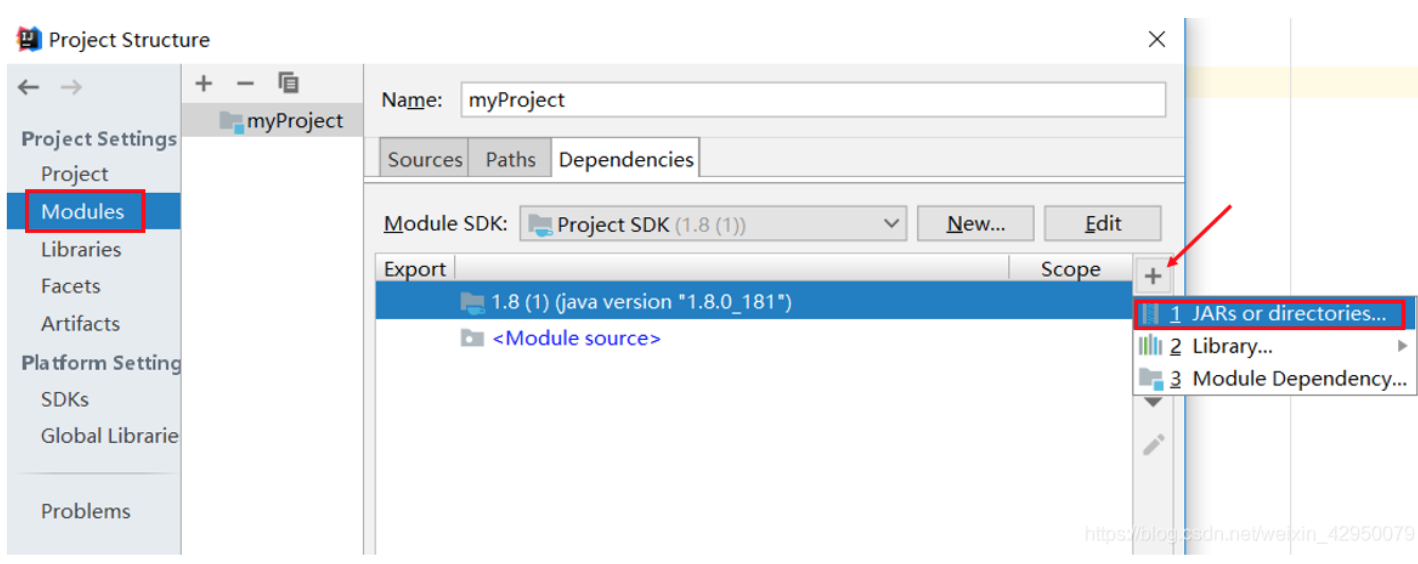 Project Structure
Project Settings
Project
Modules
Libraries
Facets
Artifacts
Platform Setting
SDKs
Global Librarie
Problems
myProject
Name: myProject
Sources Paths Dependencies
Module SDK: Project SDK (1.8 (1)) New... Edit
Export Scope
1.8 (1) (java version "1.8.0_181")
<Module source>
1 JARs or directories...
2 Library...
3 Module Dependency...
https://blog.csdn.net/weixin_42950079